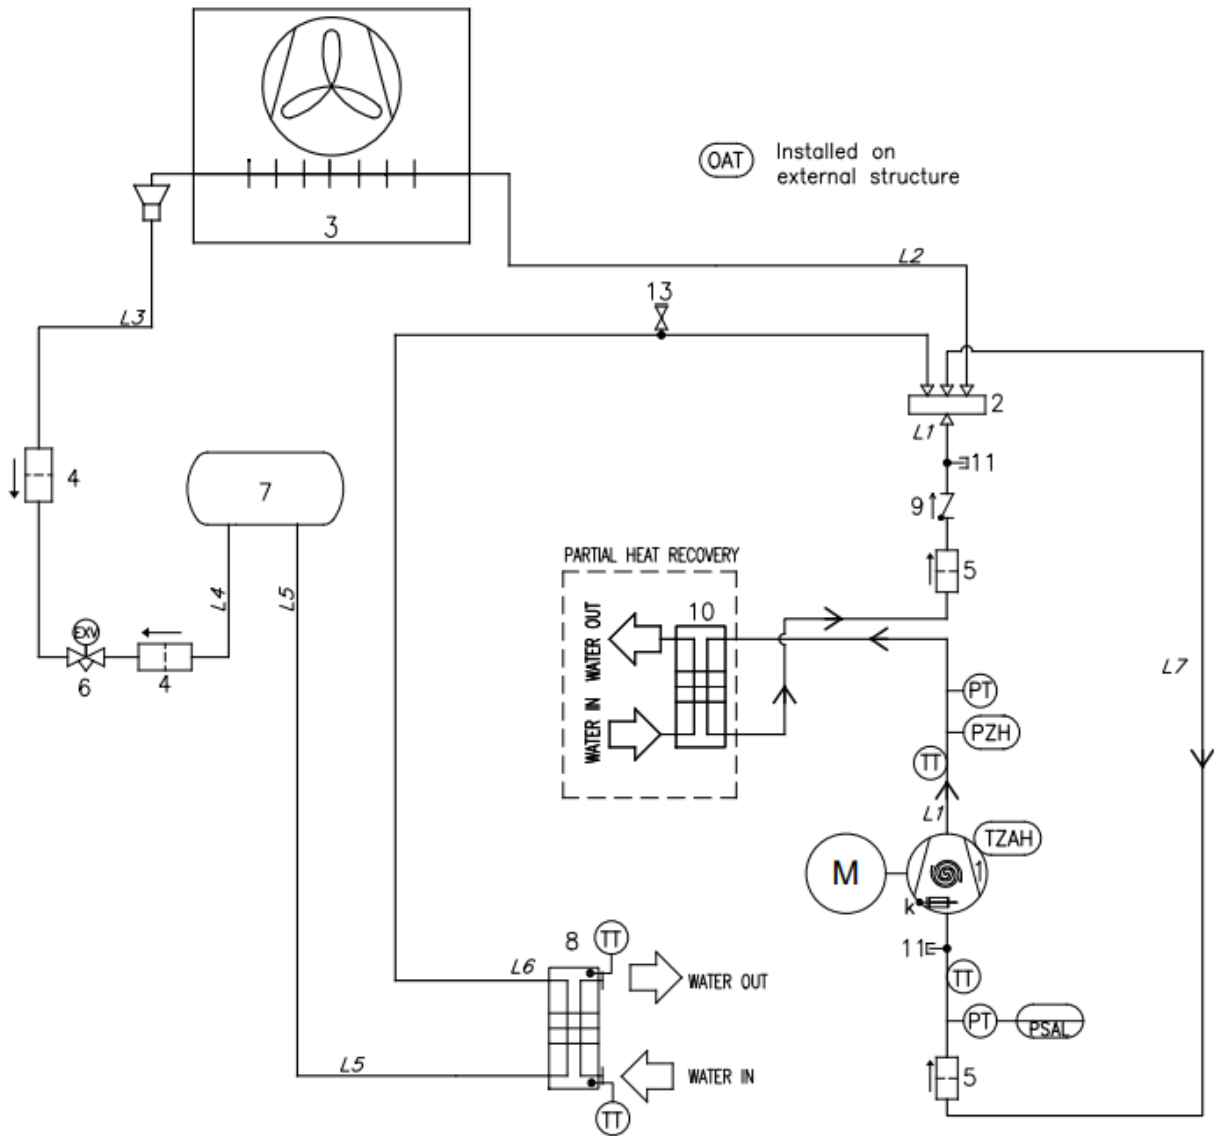 OAT
Installed on
external structure
3
L2
13
L3
2
L1
11
4
7
9
PARTIAL HEAT RECOVERY
5
L4
L5
10
WATER OUT
WATER IN
EXV
6
4
L7
PT
PZH
TT
L1
TZAH
M
1
k
8
TT
11
TT
L6
WATER OUT
PT
PSAL
L5
WATER IN
5
TT